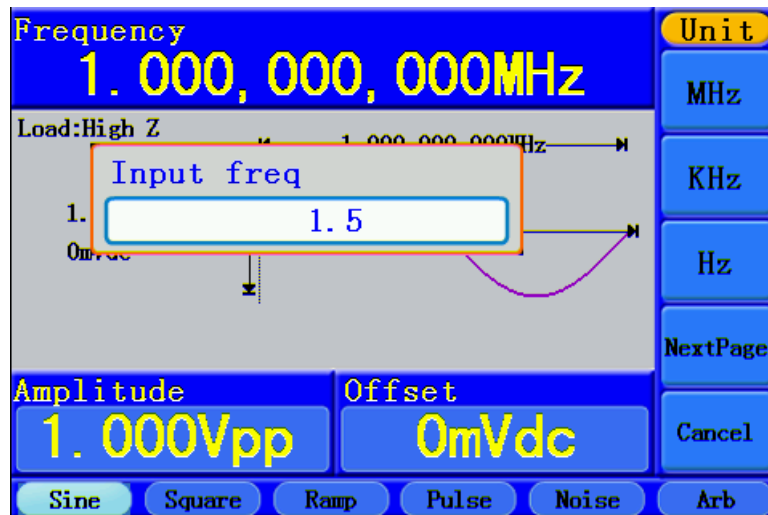 Frequency
1.000,000,000MHz
Load:High Z
Input freq
1.5
1.
Amplitude
1.000Vpp
Offset
0mVdc
Unit
MHz
KHz
Hz
NextPage
Cancel
Sine
Square
Ramp
Pulse
Noise
Arb